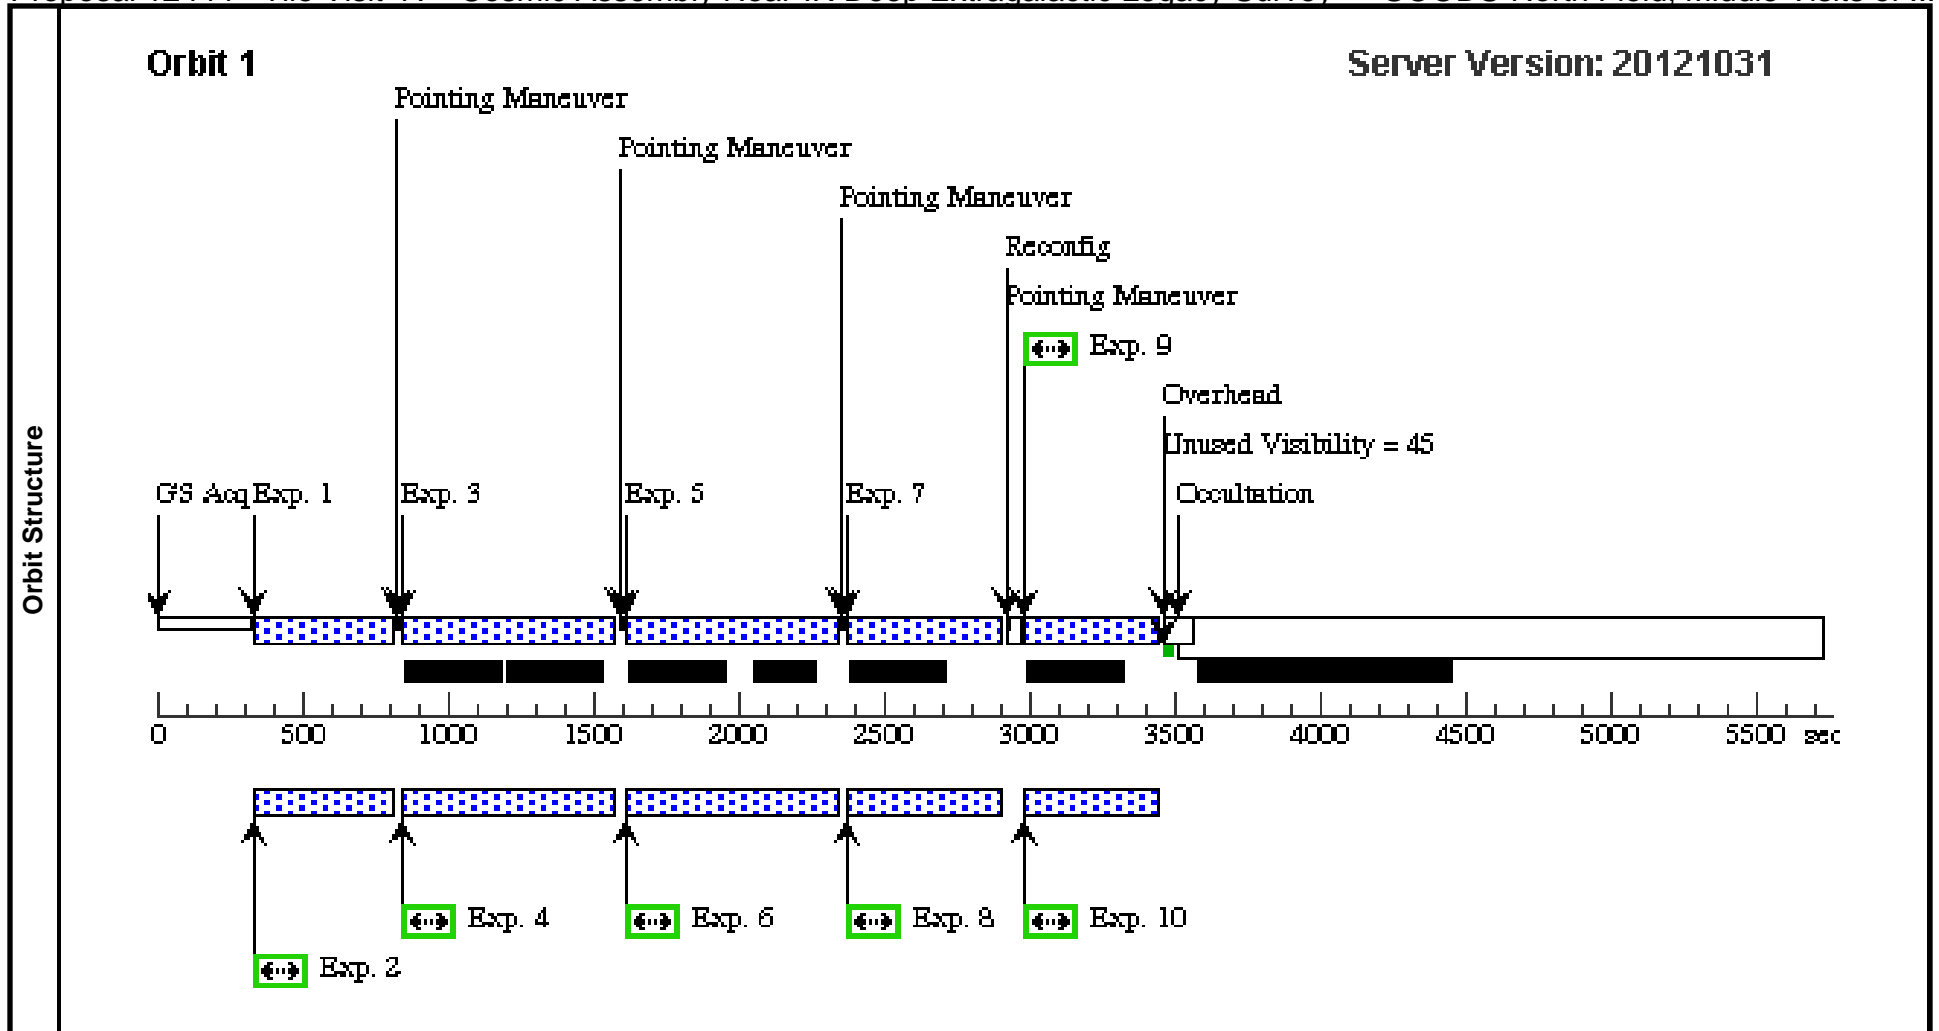 Orbit 1
Server Version: 20121031
Pointing Maneuver
Pointing Maneuver
Pointing Maneuver
Reconfig
Pointing Maneuver
Exp. 9
Overhead
Unused Visibility = 45
GS Acq Exp. 1 Exp. 3 Exp. 5 Exp. 7 Occultation
Orbit Structure
0 500 1000 1500 2000 2500 3000 3500 4000 4500 5000 5500 sec
Exp. 4 Exp. 6 Exp. 8 Exp. 10
Exp. 2